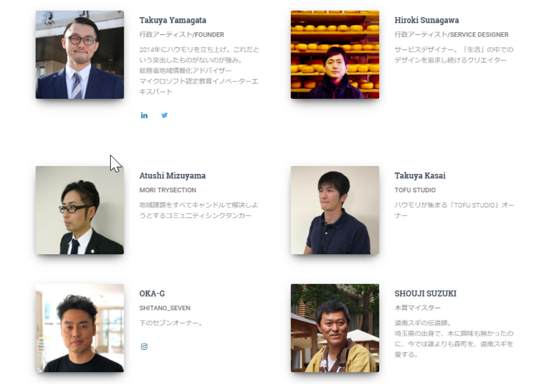 Takuya Yamagata
行政アーティスト/FOUNDER
2014年にハウモリを立ち上げ。これだと
いう突出したものがないのが強み。
総務省地域情報化アドバイザー
マイクロソフト認定教育イノベーターエ
キスパート
Hiroki Sunagawa
行政アーティスト/SERVICE DESIGNER
サービスデザイナー。「生活」の中での
デザインを追求し続けるクリエイター
Atushi Mizuyama
MORI TRYSECTION
地域課題をすべてキャンドルで解決しよ
うとするコミュニティシンクタンカー
Takuya Kasai
TOFU STUDIO
ハウモリが集まる「TOFU STUDIO」オー
ナー
OKA-G
SHITANO_SEVEN
下のセブンオーナー。
SHOUJI SUZUKI
木育マイスター
道南スギの伝道師。
埼玉県の出身で、木に興味も無かったの
に、今では誰よりも森町を、道南スギを
愛する。